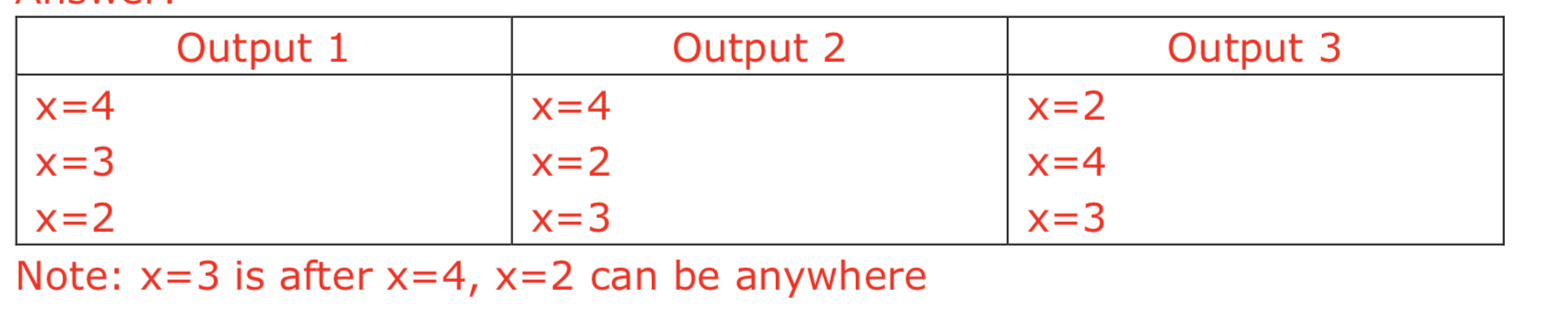 Answer:
Output 1 Output 2 Output 3
x=4 x=4 x=2
x=3 x=2 x=4
x=2 x=3 x=3
Note: x=3 is after x=4, x=2 can be anywhere